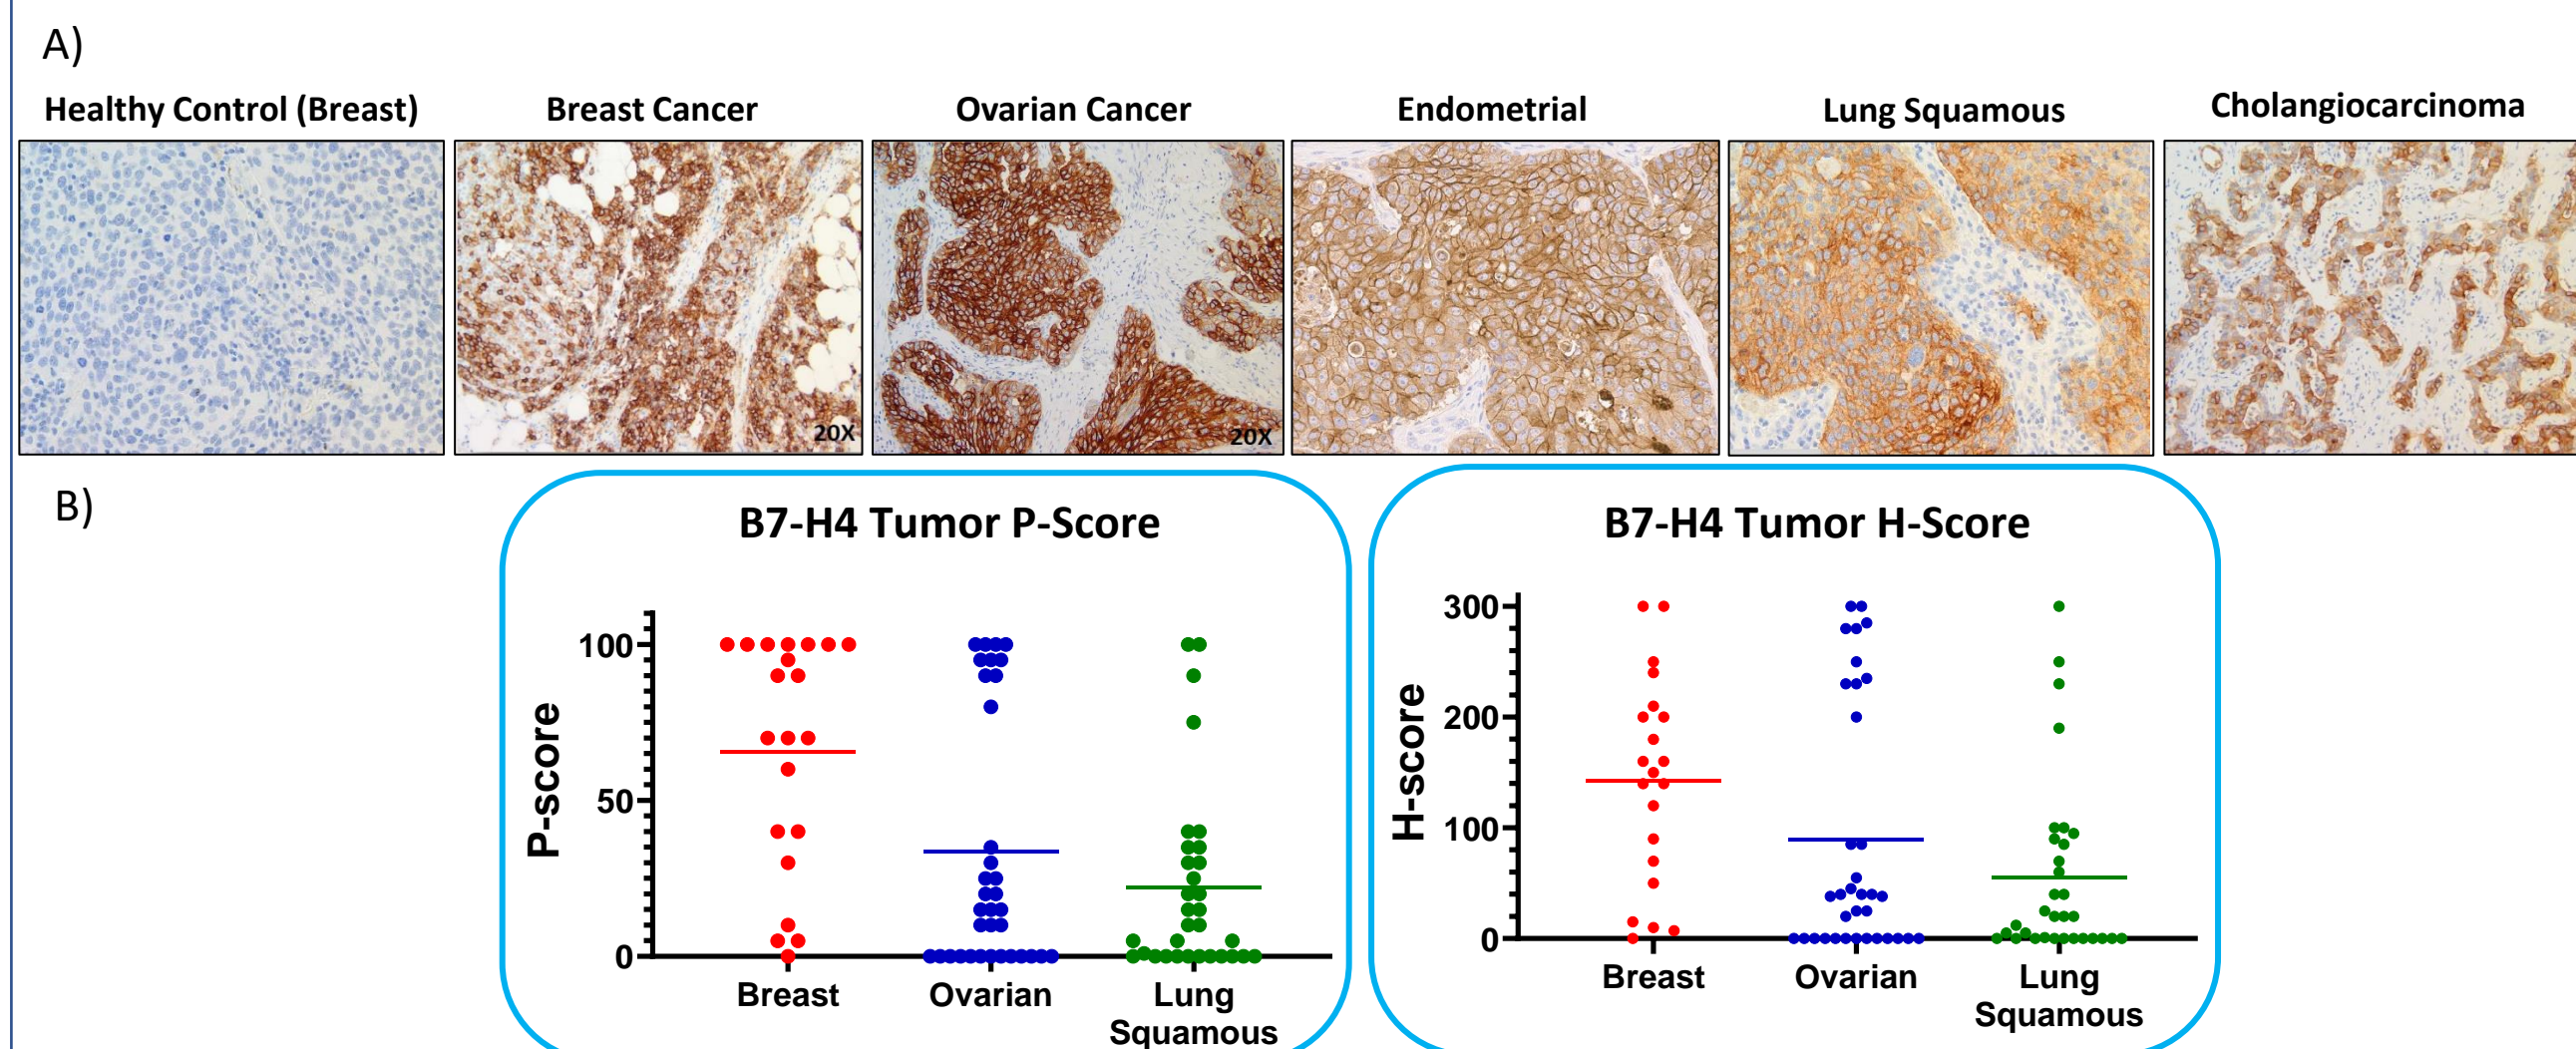 A)
Healthy Control (Breast)
Breast Cancer
Ovarian Cancer
Endometrial
Lung Squamous
Cholangiocarcinoma
20X
20X
B)
B7-H4 Tumor P-Score
P-score
100
50
0
Breast
Ovarian
Lung
Squamous
B7-H4 Tumor H-Score
H-score
300
200
100
0
Breast
Ovarian
Lung
Squamous